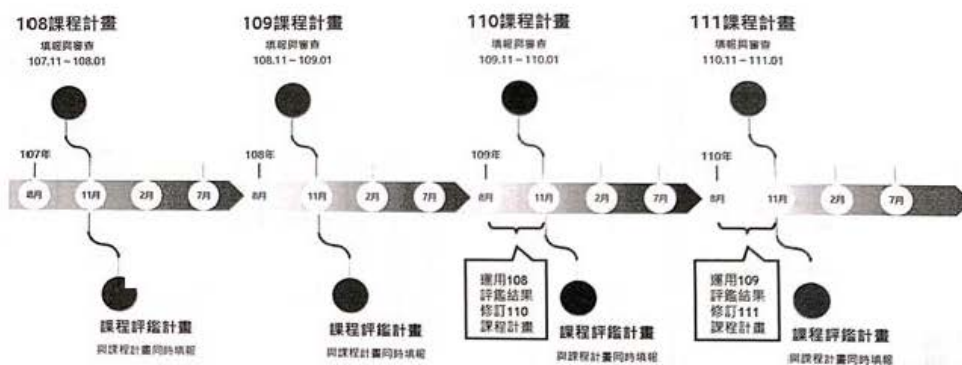 108課程計畫
填報與審查
107.11–108.01
109課程計畫
填報與審查
108.11–109.01
110課程計畫
填報與審查
109.11–110.01
111課程計畫
填報與審查
110.11–111.01
107年
8月
11月
2月
7月
108年
8月
11月
2月
7月
109年
8月
11月
2月
7月
110年
8月
11月
2月
7月
課程評鑑計畫
與課程計畫同時填報
課程評鑑計畫
與課程計畫同時填報
運用108
評鑑結果
修訂110
課程計畫
課程評鑑計畫
與課程計畫同時填報
運用109
評鑑結果
修訂111
課程計畫
課程評鑑計畫
與課程計畫同時填報